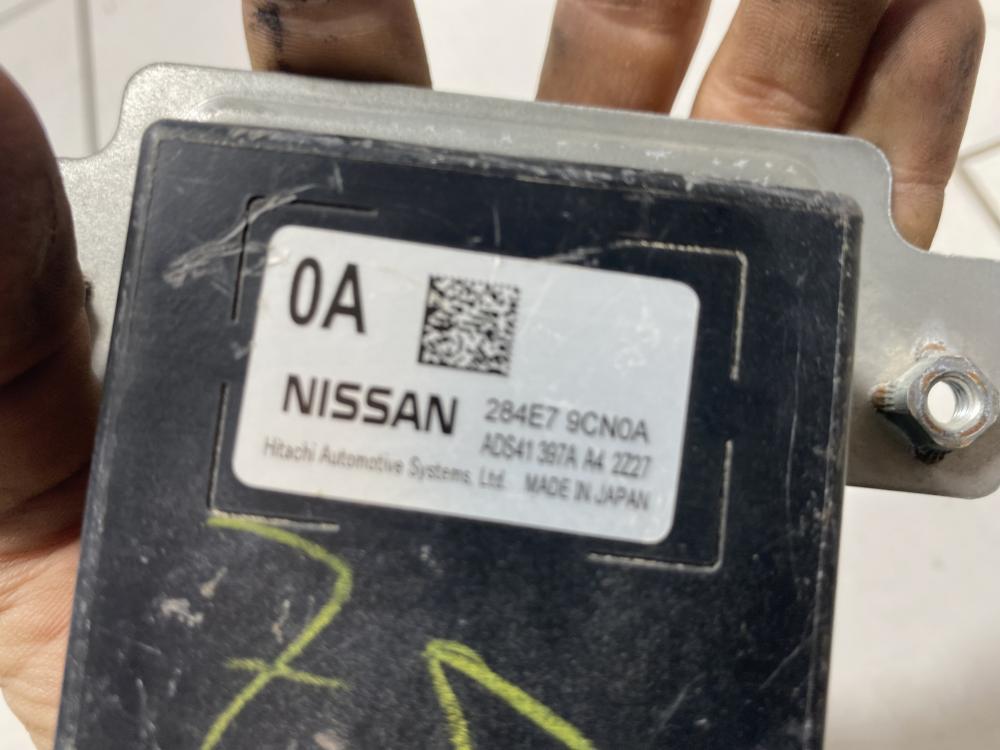 0A
NISSAN 284E7 9CN0A
ADS41 397A A4 2Z27
Hitachi Automotive Systems, Ltd. MADE IN JAPAN